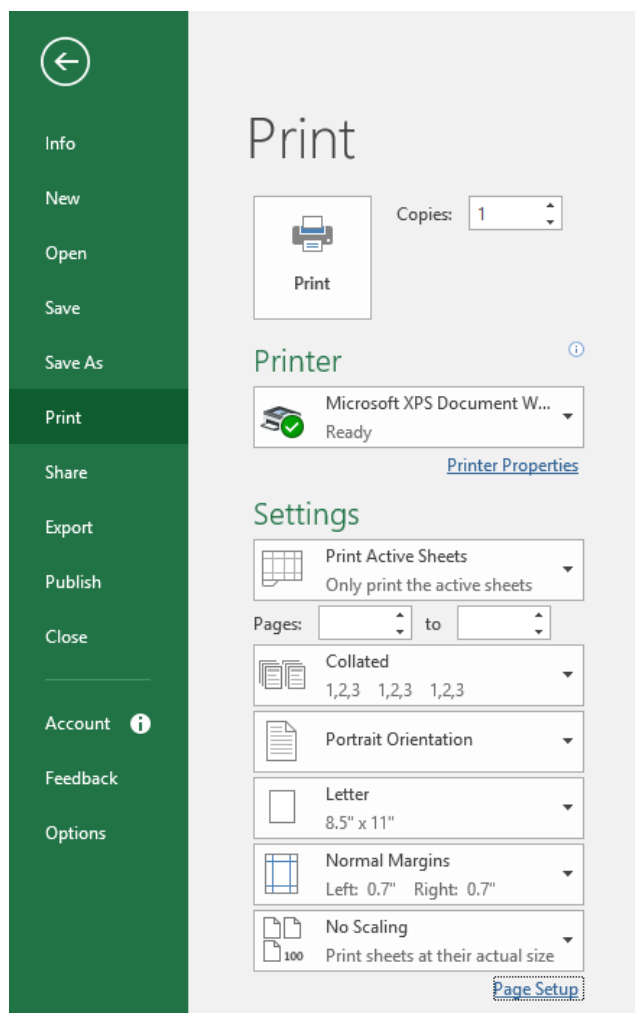 Info
New
Open
Save
Save As
Print
Share
Export
Publish
Close
Account
Feedback
Options
Print
Copies: 1
Print
Printer
Microsoft XPS Document W...
Ready
Printer Properties
Settings
Print Active Sheets
Only print the active sheets
Pages: to
Collated
1,2,3 1,2,3 1,2,3
Portrait Orientation
Letter
8.5" x 11"
Normal Margins
Left: 0.7" Right: 0.7"
No Scaling
100 Print sheets at their actual size
Page Setup